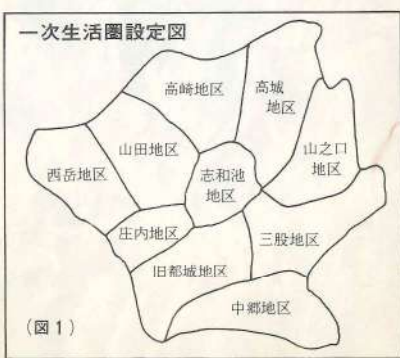 一次生活圏設定図
高崎地区
高城
地区
山之口
地区
山田地区
志和池
地区
西岳地区
庄内地区
三股地区
旧都城地区
中郷地区
(図1)